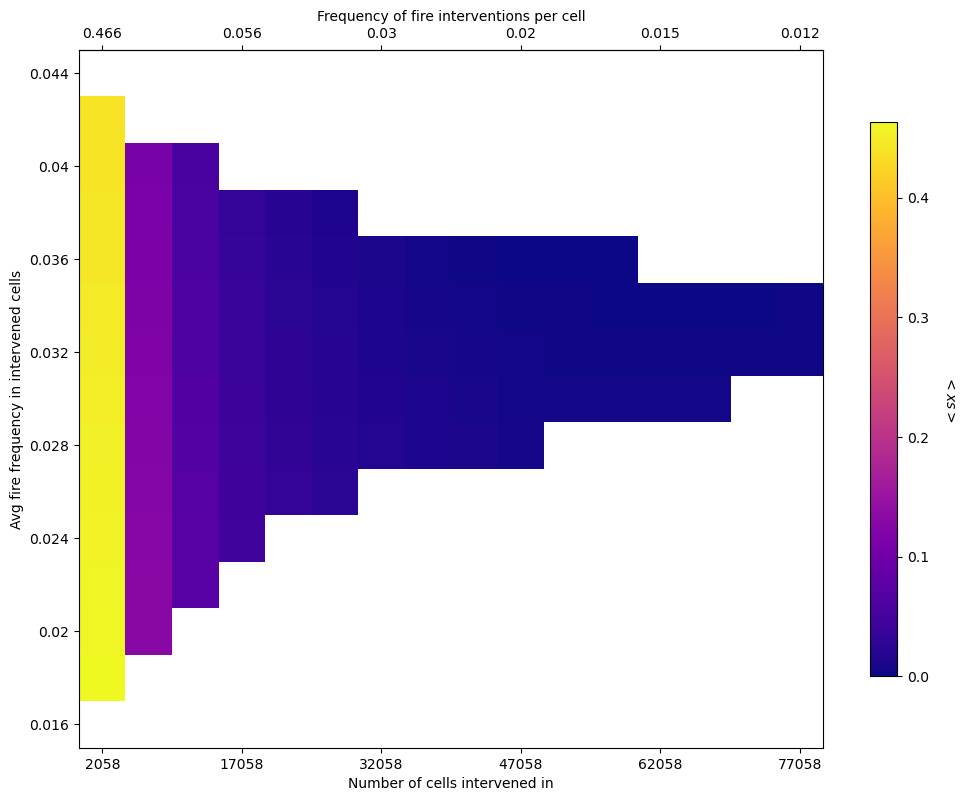 Frequency of fire interventions per cell
0.466 0.056 0.03 0.02 0.015 0.012
0.044
0.04
0.036
0.032
0.028
0.024
0.02
0.016
Avg fire frequency in intervened cells
2058 17058 32058 47058 62058 77058
Number of cells intervened in
0.4
0.3
0.2
0.1
0.0
<xs>